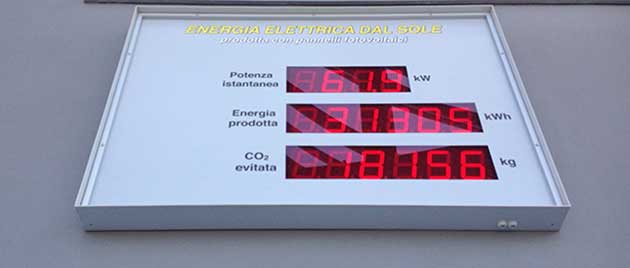 ENERGIA ELETTRICA DAL SOLE
prodotta con pannelli fotovoltaici
Potenza
istantanea 61.5 kW
Energia
prodotta 31305 kWh
CO₂
evitata 18156 kg